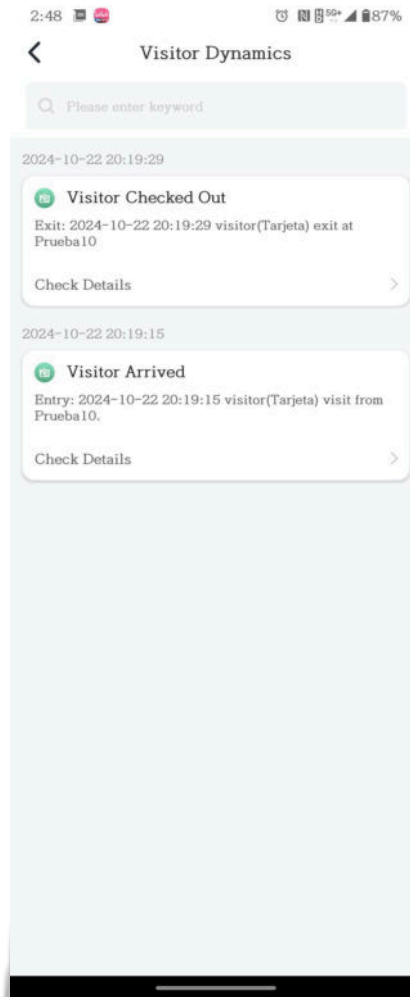 2:48
5G+ 87%
Visitor Dynamics
Please enter keyword
2024-10-22 20:19:29
Visitor Checked Out
Exit: 2024-10-22 20:19:29 visitor(Tarjeta) exit at
Prueba10
Check Details
2024-10-22 20:19:15
Visitor Arrived
Entry: 2024-10-22 20:19:15 visitor(Tarjeta) visit from
Prueba10.
Check Details